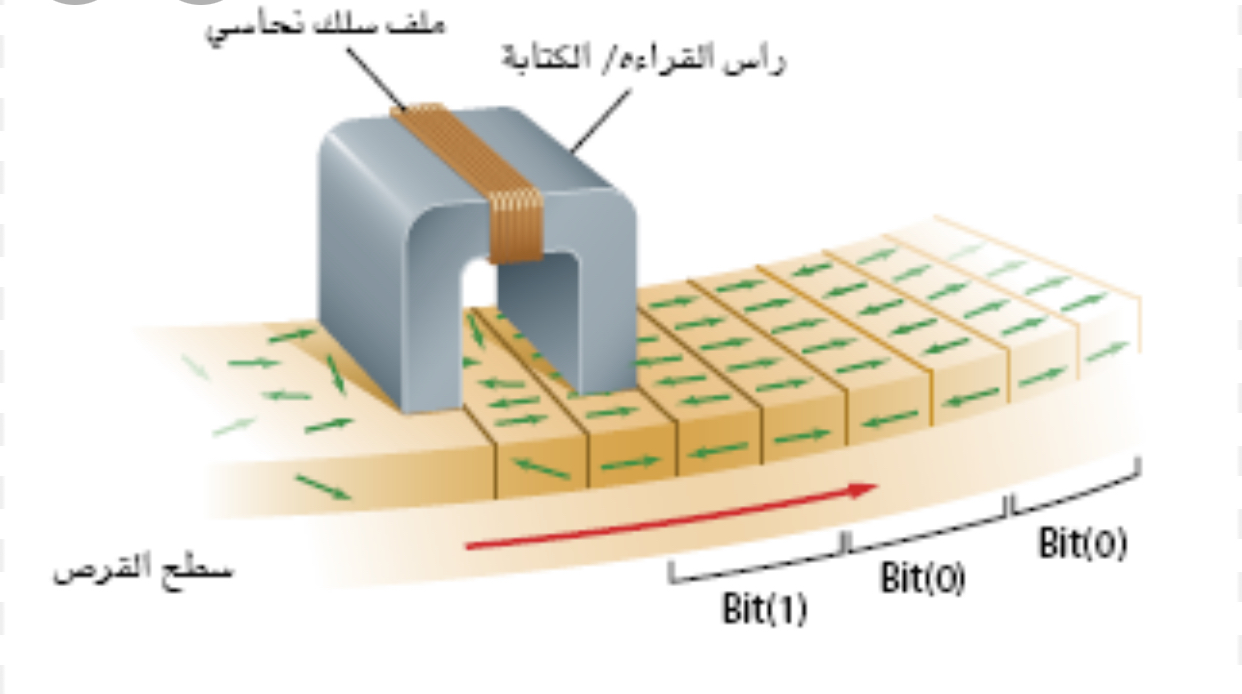 ملف سلك نحاسي
راس القراءه/ الكتابة
سطح القرص
Bit(1)
Bit(0)
Bit(0)